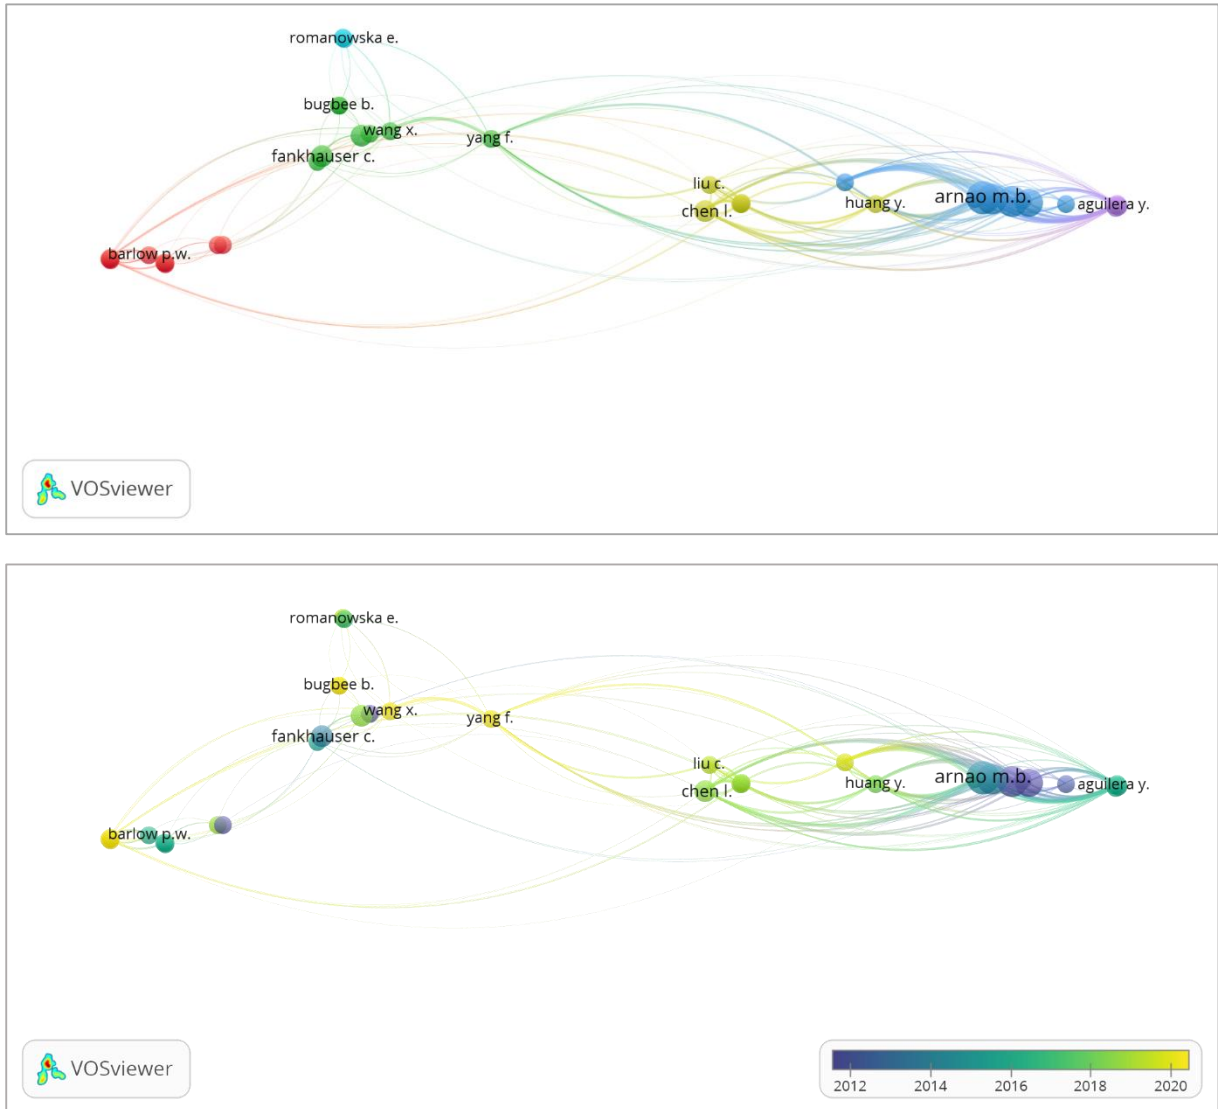 romanowska e.
bugbee b.
wang x.
yang f.
fankhauser c.
liu c.
chen l.
huang y.
arnao m.b.
aguilera y.
barlow p.w.
VOSviewer
romanowska e.
bugbee b.
wang x.
yang f.
fankhauser c.
liu c.
chen l.
huang y.
arnao m.b.
aguilera y.
barlow p.w.
VOSviewer
2012 2014 2016 2018 2020